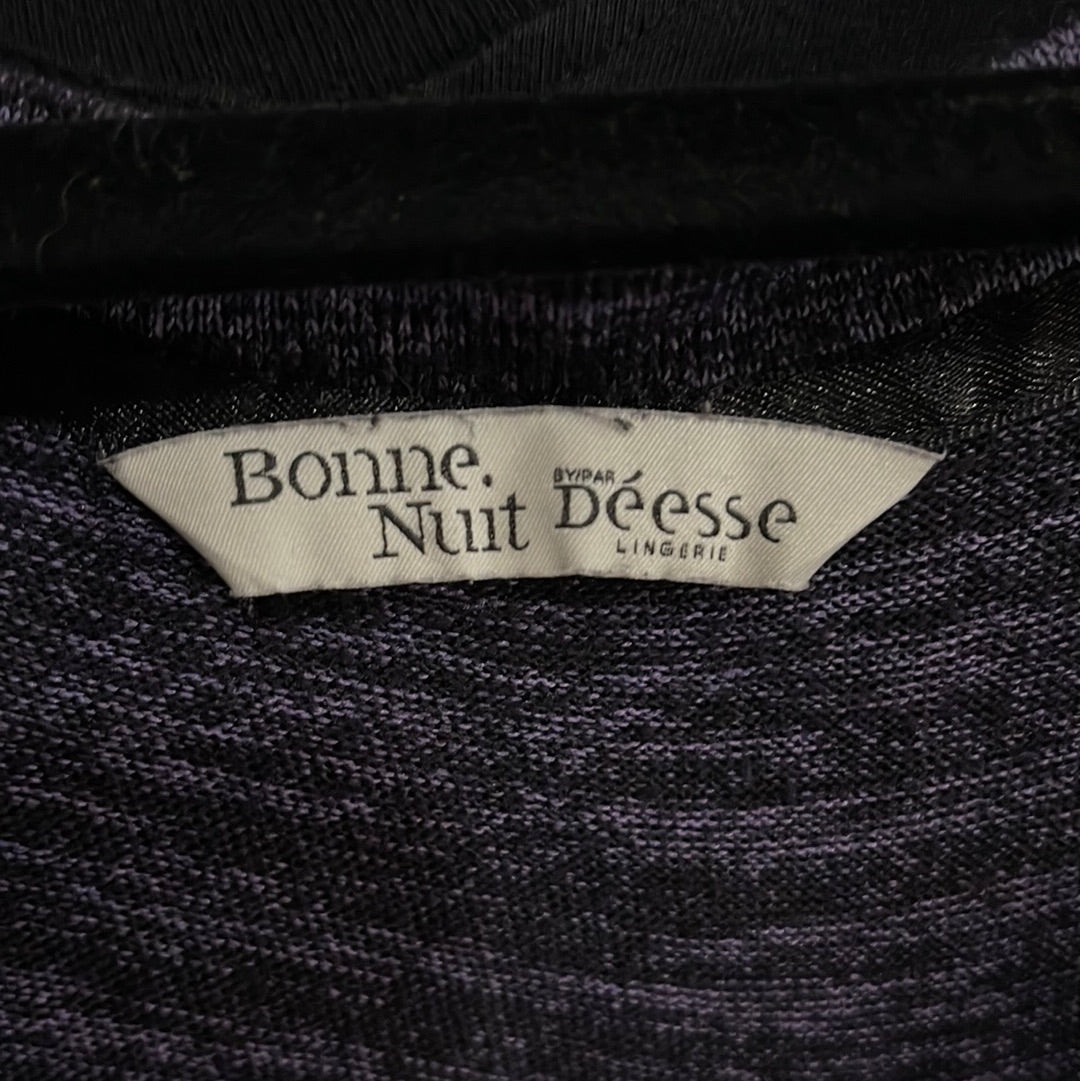 Bonne.
Nuit
BY/PAR
Déesse
LINGERIE